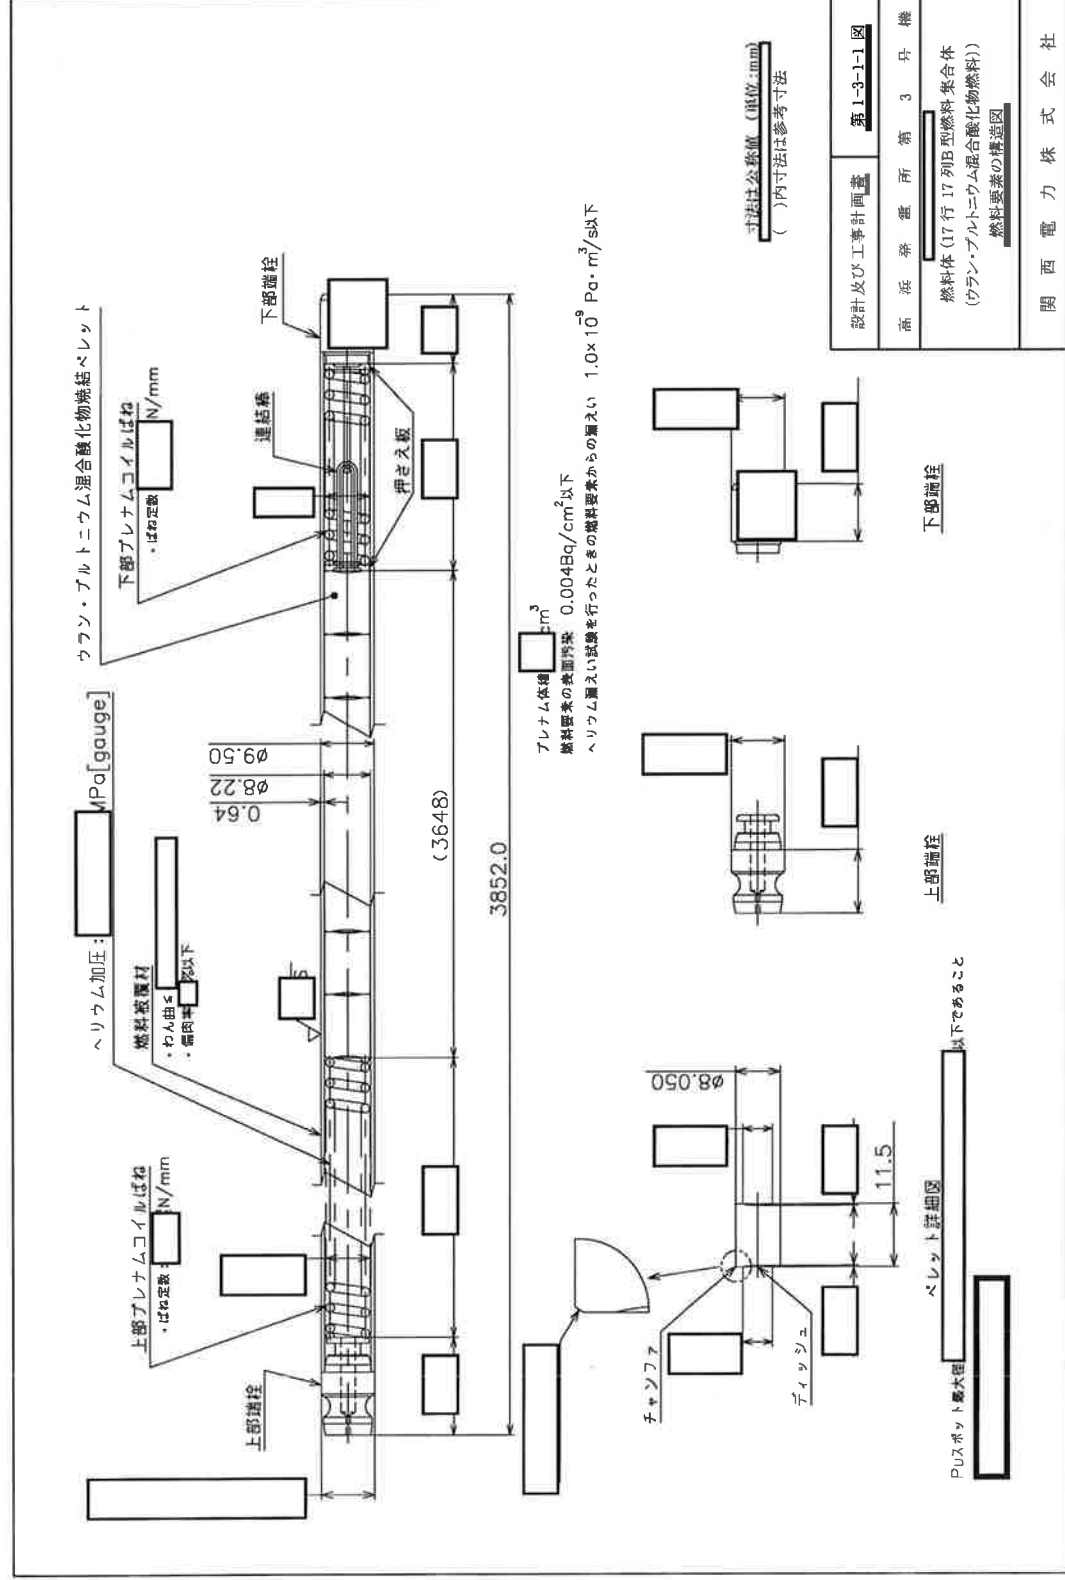 ウラン・プルトニウム混合酸化物焼結ペレット
下部プレナムコイルばね
・ばね定数
N/mm
連結棒
下部端栓
押さえ板
ヘリウム加圧:
MPa[gauge]
燃料被覆材
・わん曲≦
・偏肉率
%以下
上部プレナムコイルばね
・ばね定数:
N/mm
上部端栓
0.64
ø8.22
ø9.50
(3648)
3852.0
プレナム体積
cm³
燃料要素の表面汚染 0.004Bq/cm²以下
ヘリウム漏えい試験を行ったときの燃料要素からの漏えい 1.0×10⁻⁹ Pa・m³/s以下
チャンファ
ディッシュ
ø8.050
11.5
ペレット詳細図
Puスポット最大径
以下であること
上部端栓
下部端栓
寸法は公称値 (単位:mm)
( )内寸法は参考寸法
設計及び工事計画書
第1-3-1-1図
高浜発電所第3号機
燃料体(17行17列B型燃料集合体
(ウラン・プルトニウム混合酸化物燃料))
燃料要素の構造図
関西電力株式会社